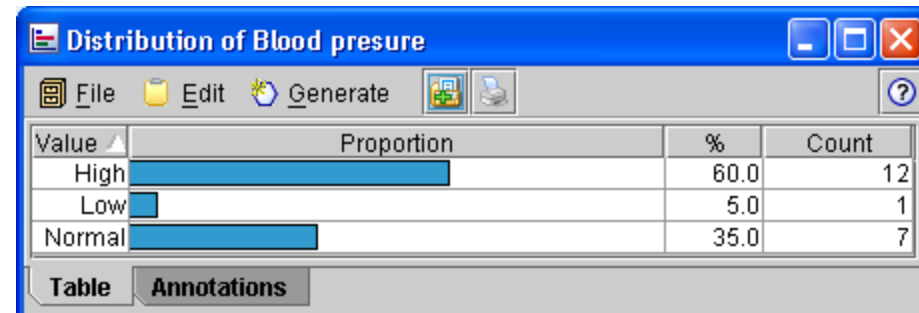 Distribution of Blood presure
File Edit Generate
Value Proportion % Count
High 60.0 12
Low 5.0 1
Normal 35.0 7
Table Annotations